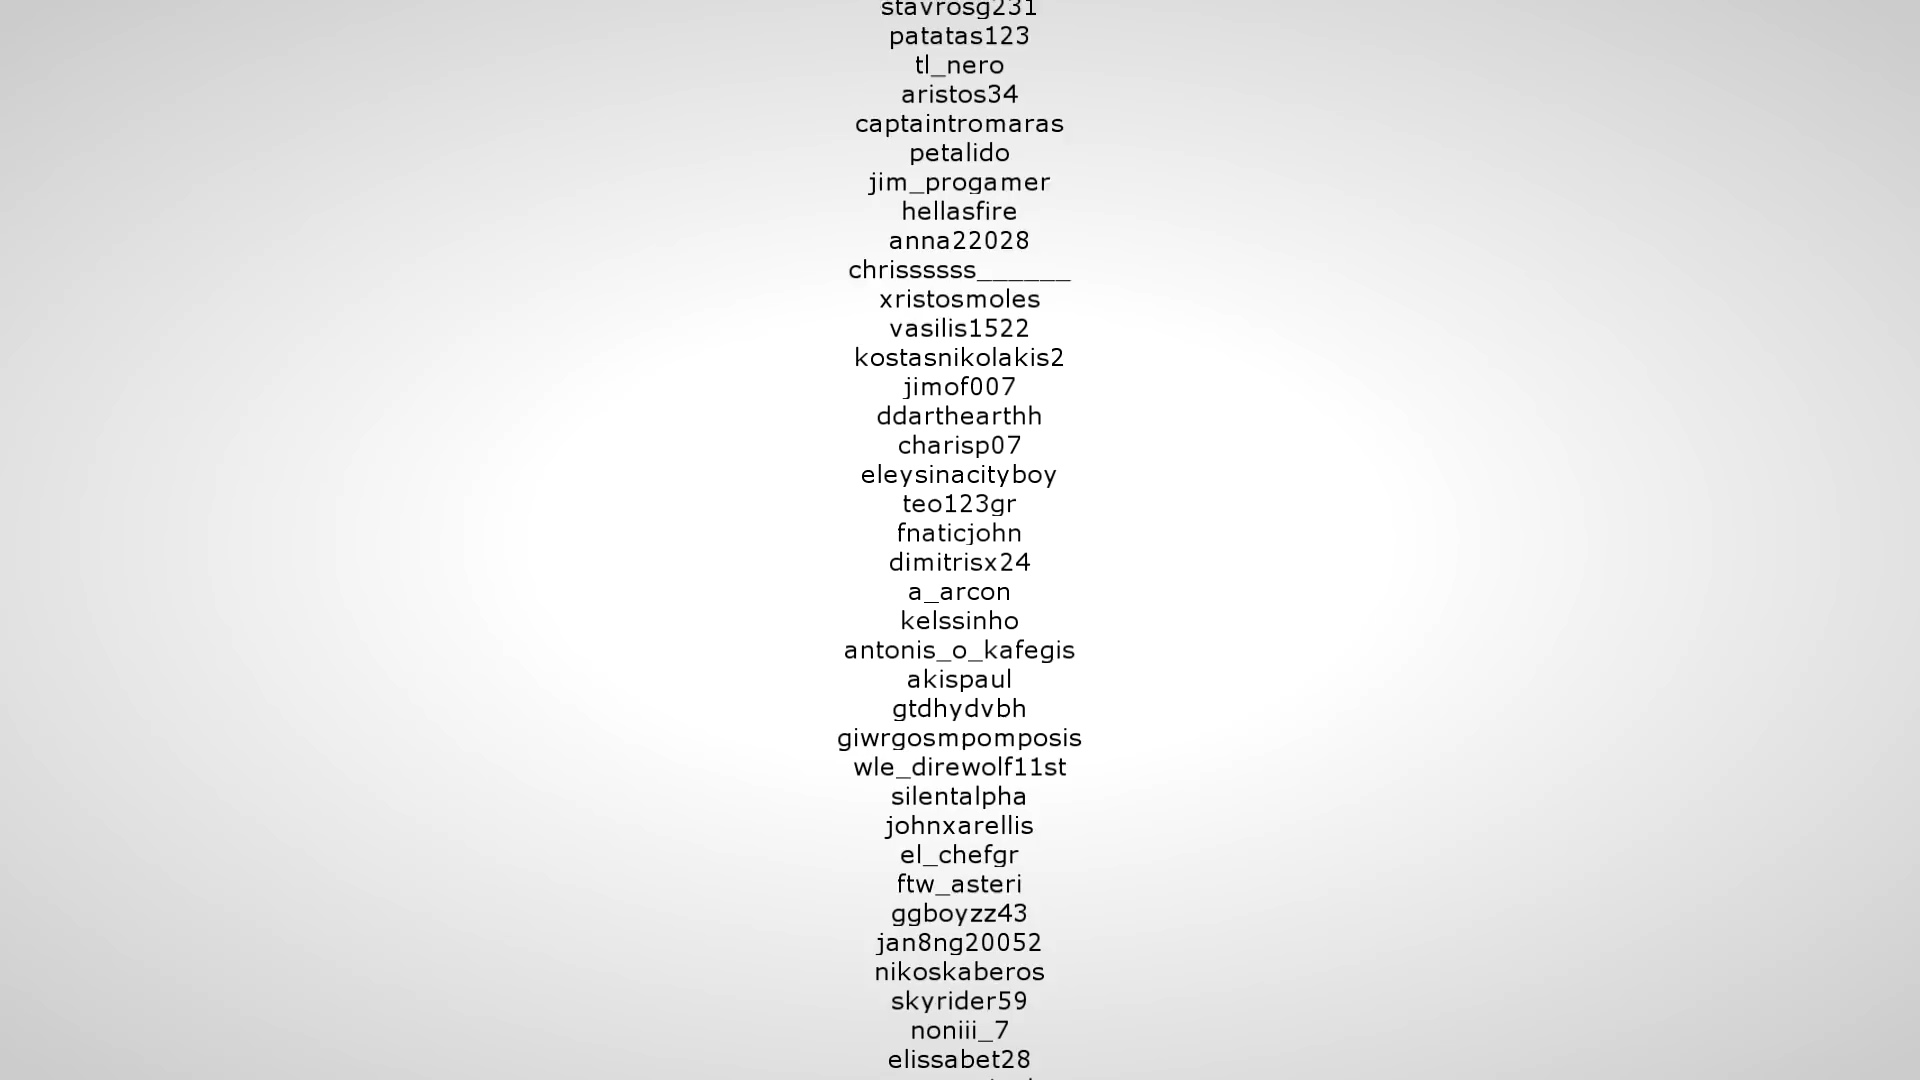 stavrosg231
patatas123
tl_nero
aristos34
captaintromaras
petalido
jim_progamer
hellasfire
anna22028
chrissssss______
xristosmoles
vasilis1522
kostasnikolakis2
jimof007
ddarthearthh
charisp07
eleysinacityboy
teo123gr
fnaticjohn
dimitrisx24
a_arcon
kelssinho
antonis_o_kafegis
akispaul
gtdhydvbh
giwrgosmpomposis
wle_direwolf11st
silentalpha
johnxarellis
el_chefgr
ftw_asteri
ggboyzz43
jan8ng20052
nikoskaberos
skyrider59
noniii_7
elissabet28